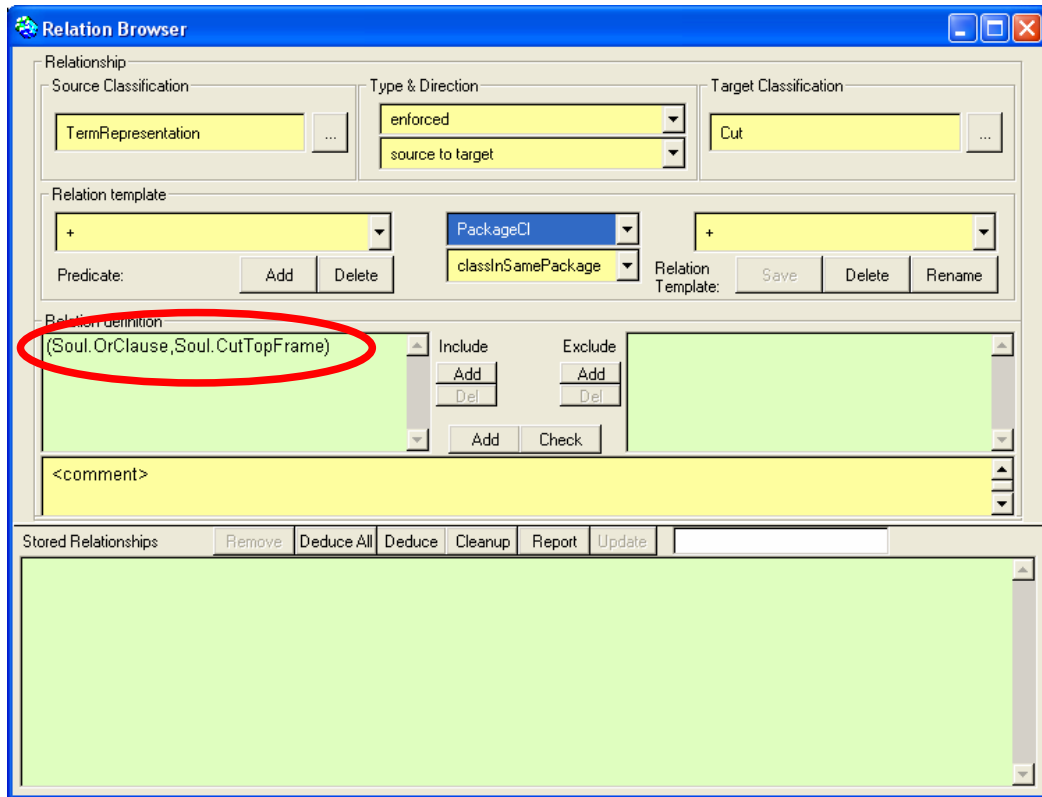 Relation Browser
Relationship
Source Classification
Type & Direction
Target Classification
TermRepresentation
...
enforced
source to target
Cut
...
Relation template
+
PackageCl
+
Predicate:
Add
Delete
classInSamePackage
Relation
Template:
Save
Delete
Rename
Relation definition
(Soul.OrClause,Soul.CutTopFrame)
Include
Exclude
Add
Add
Del
Del
Add
Check
<comment>
Stored Relationships
Remove
Deduce All
Deduce
Cleanup
Report
Update